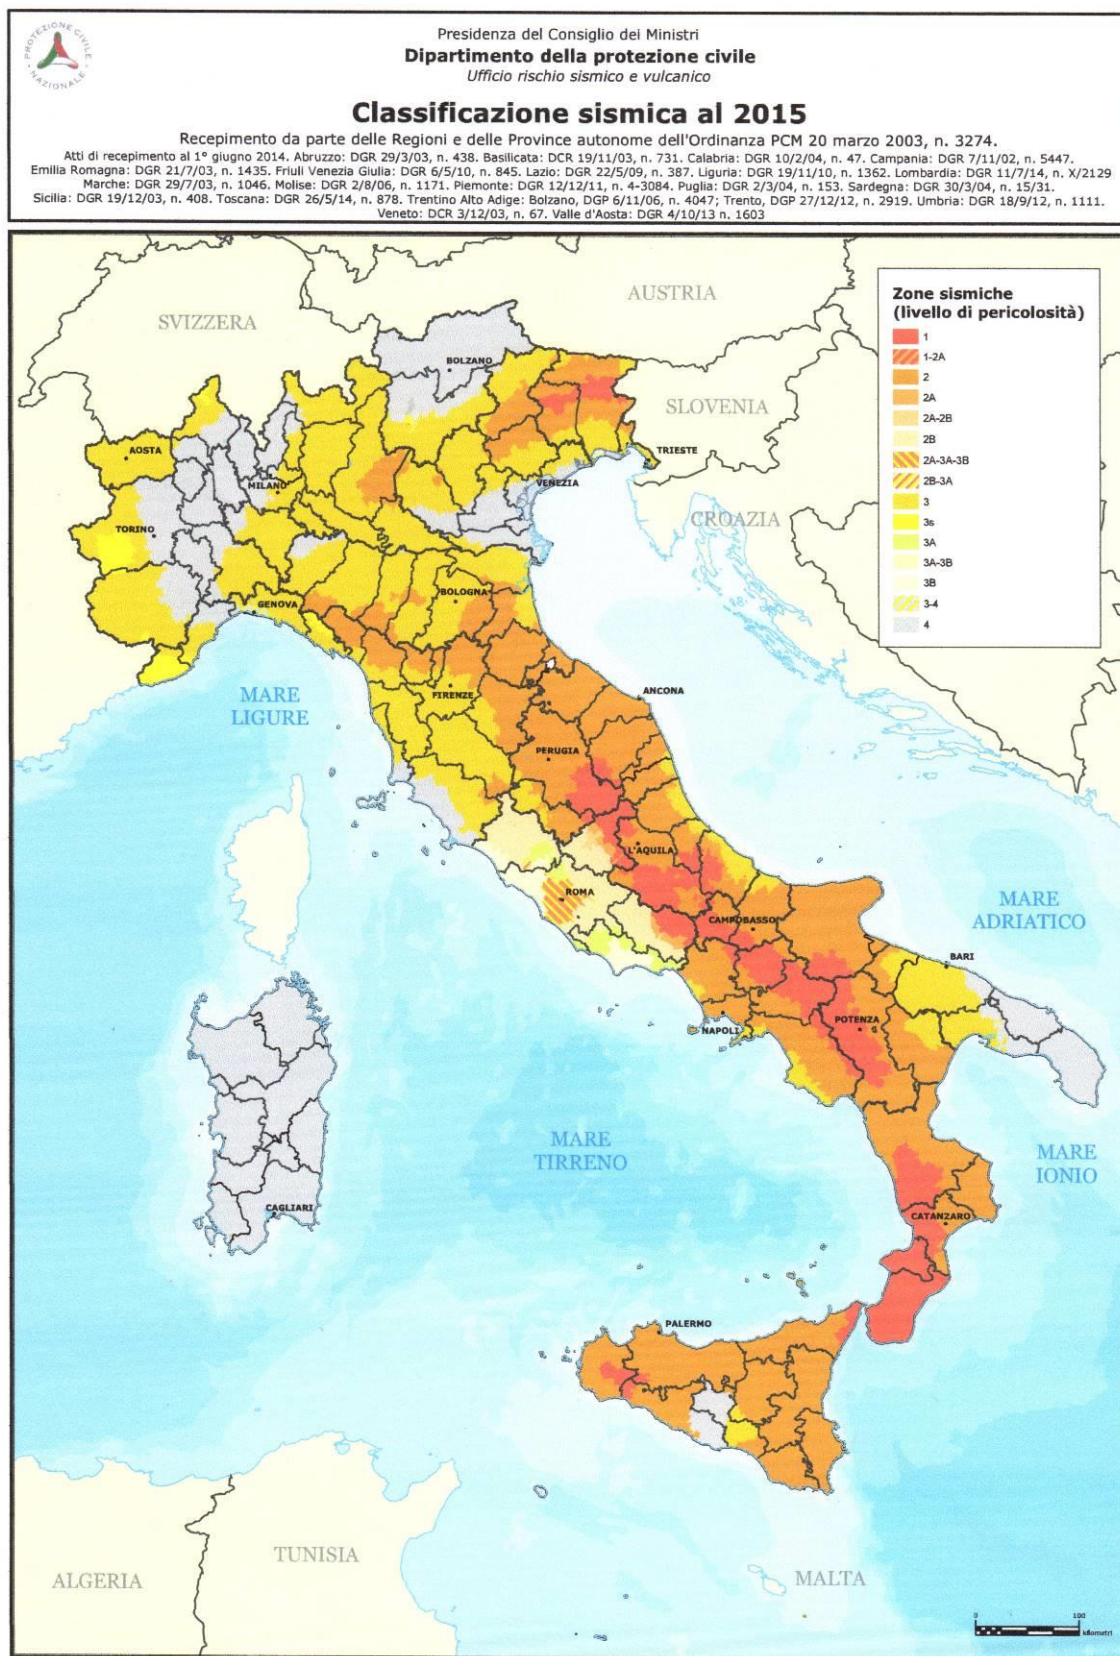 PROTEZIONE CIVILE
NAZIONALE
Presidenza del Consiglio dei Ministri
Dipartimento della protezione civile
Ufficio rischio sismico e vulcanico
Classificazione sismica al 2015
Recepimento da parte delle Regioni e delle Province autonome dell'Ordinanza PCM 20 marzo 2003, n. 3274.
Atti di recepimento al 1° giugno 2014. Abruzzo: DGR 29/3/03, n. 438. Basilicata: DCR 19/11/03, n. 731. Calabria: DGR 10/2/04, n. 47. Campania: DGR 7/11/02, n. 5447.
Emilia Romagna: DGR 21/7/03, n. 1435. Friuli Venezia Giulia: DGR 6/5/10, n. 845. Lazio: DGR 22/5/09, n. 387. Liguria: DGR 19/11/10, n. 1362. Lombardia: DGR 11/7/14, n. X/2129
Marche: DGR 29/7/03, n. 1046. Molise: DGR 2/8/06, n. 1171. Piemonte: DGR 12/12/11, n. 4-3084. Puglia: DGR 2/3/04, n. 153. Sardegna: DGR 30/3/04, n. 15/31.
Sicilia: DGR 19/12/03, n. 408. Toscana: DGR 26/5/14, n. 878. Trentino Alto Adige: Bolzano, DGP 6/11/06, n. 4047; Trento, DGP 27/12/12, n. 2919. Umbria: DGR 18/9/12, n. 1111.
Veneto: DCR 3/12/03, n. 67. Valle d'Aosta: DGR 4/10/13 n. 1603
Zone sismiche
(livello di pericolosità)
1
1-2A
2
2A
2A-2B
2B
2A-3A-3B
2B-3A
3
3s
3A
3A-3B
3B
3-4
4
AUSTRIA
SVIZZERA
BOLZANO
SLOVENIA
AOSTA
TRIESTE
MILANO
VENEZIA
CROAZIA
TORINO
BOLOGNA
GENOVA
FIRENZE
ANCONA
MARE
LIGURE
PERUGIA
L'AQUILA
ROMA
CAMPOBASSO
MARE
ADRIATICO
BARI
NAPOLI
POTENZA
MARE
TIRRENO
MARE
IONIO
CAGLIARI
CATANZARO
PALERMO
TUNISIA
ALGERIA
MALTA
0 100
kilometri